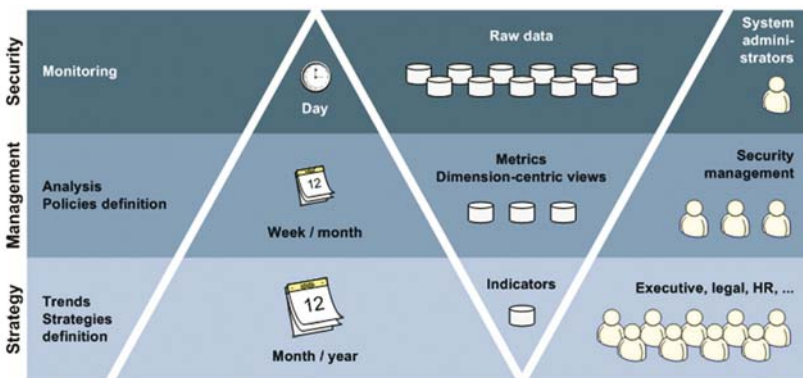 Security
Monitoring
Day
Raw data
System
admini-
strators
Management
Analysis
Policies definition
12
Week / month
Metrics
Dimension-centric views
Security
management
Strategy
Trends
Strategies
definition
12
Month / year
Indicators
Executive, legal, HR, ...